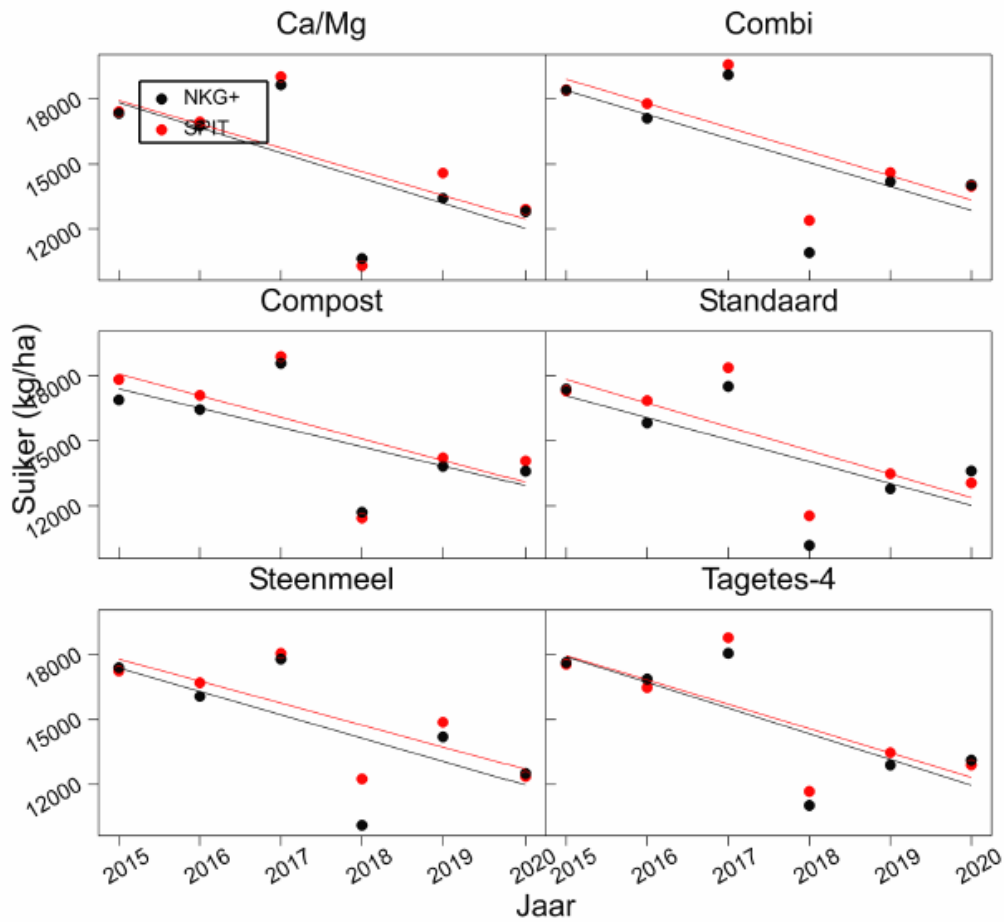 Ca/Mg
Combi
18000
15000
12000
NKG+
SPIT
Compost
Standaard
18000
15000
12000
Suiker (kg/ha)
Steenmeel
Tagetes-4
18000
15000
12000
2015
2016
2017
2018
2019
2020
2015
2016
2017
2018
2019
2020
Jaar